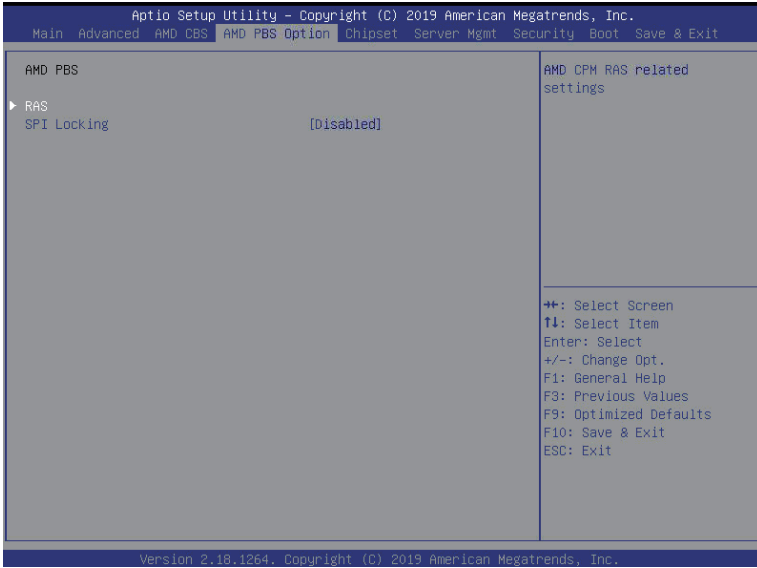 Aptio Setup Utility – Copyright (C) 2019 American Megatrends, Inc.
Main Advanced AMD CBS AMD PBS Option Chipset Server Mgmt Security Boot Save & Exit
AMD PBS
RAS
SPI Locking [Disabled]
AMD CPM RAS related
settings
→←: Select Screen
↑↓: Select Item
Enter: Select
+/-: Change Opt.
F1: General Help
F3: Previous Values
F9: Optimized Defaults
F10: Save & Exit
ESC: Exit
Version 2.18.1264. Copyright (C) 2019 American Megatrends, Inc.